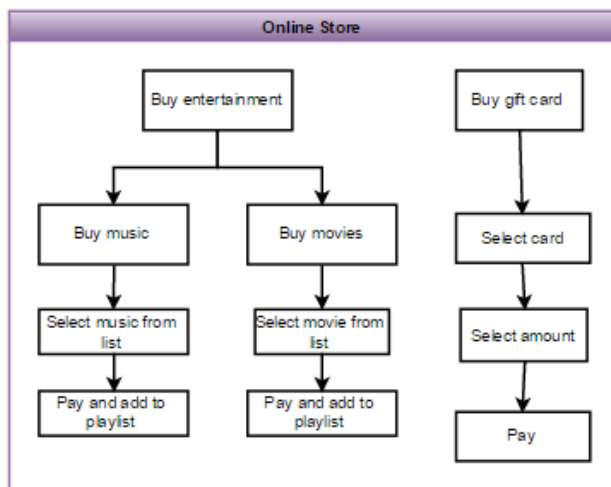 Online Store
Buy entertainment
Buy gift card
Buy music
Buy movies
Select card
Select music from
list
Select movie from
list
Select amount
Pay and add to
playlist
Pay and add to
playlist
Pay